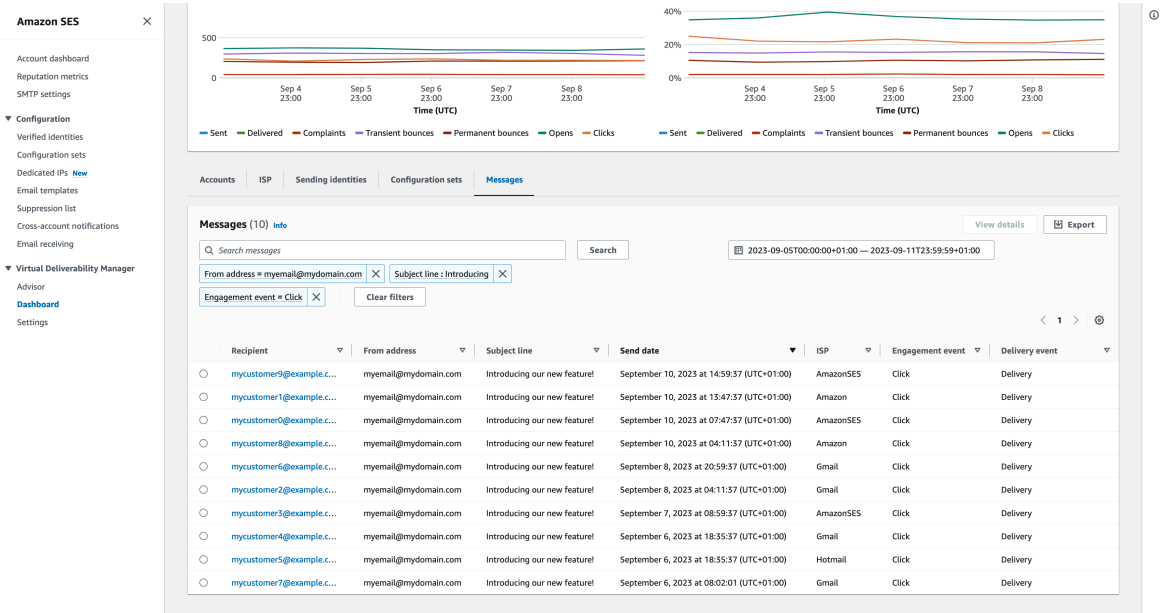 Amazon SES
Account dashboard
Reputation metrics
SMTP settings
Configuration
Verified identities
Configuration sets
Dedicated IPs New
Email templates
Suppression list
Cross-account notifications
Email receiving
Virtual Deliverability Manager
Advisor
Dashboard
Settings
500
0
Sep 4 Sep 5 Sep 6 Sep 7 Sep 8
23:00 23:00 23:00 23:00 23:00
Time (UTC)
Sent Delivered Complaints Transient bounces Permanent bounces Opens Clicks
40%
20%
0%
Sep 4 Sep 5 Sep 6 Sep 7 Sep 8
23:00 23:00 23:00 23:00 23:00
Time (UTC)
Sent Delivered Complaints Transient bounces Permanent bounces Opens Clicks
Accounts ISP Sending identities Configuration sets Messages
Messages (10) Info View details Export
Search messages Search 2023-09-05T00:00:00+01:00 — 2023-09-11T23:59:59+01:00
From address = myemail@mydomain.com Subject line : Introducing
Engagement event = Click Clear filters
1
Recipient From address Subject line Send date ISP Engagement event Delivery event
mycustomer9@example.c... myemail@mydomain.com Introducing our new feature! September 10, 2023 at 14:59:37 (UTC+01:00) AmazonSES Click Delivery
mycustomer1@example.c... myemail@mydomain.com Introducing our new feature! September 10, 2023 at 13:47:37 (UTC+01:00) Amazon Click Delivery
mycustomer0@example.c... myemail@mydomain.com Introducing our new feature! September 10, 2023 at 07:47:37 (UTC+01:00) AmazonSES Click Delivery
mycustomer8@example.c... myemail@mydomain.com Introducing our new feature! September 10, 2023 at 04:11:37 (UTC+01:00) Amazon Click Delivery
mycustomer6@example.c... myemail@mydomain.com Introducing our new feature! September 8, 2023 at 20:59:37 (UTC+01:00) Gmail Click Delivery
mycustomer2@example.c... myemail@mydomain.com Introducing our new feature! September 8, 2023 at 04:11:37 (UTC+01:00) Gmail Click Delivery
mycustomer3@example.c... myemail@mydomain.com Introducing our new feature! September 7, 2023 at 08:59:37 (UTC+01:00) AmazonSES Click Delivery
mycustomer4@example.c... myemail@mydomain.com Introducing our new feature! September 6, 2023 at 18:35:37 (UTC+01:00) Gmail Click Delivery
mycustomer5@example.c... myemail@mydomain.com Introducing our new feature! September 6, 2023 at 18:35:37 (UTC+01:00) Hotmail Click Delivery
mycustomer7@example.c... myemail@mydomain.com Introducing our new feature! September 6, 2023 at 08:02:01 (UTC+01:00) Gmail Click Delivery